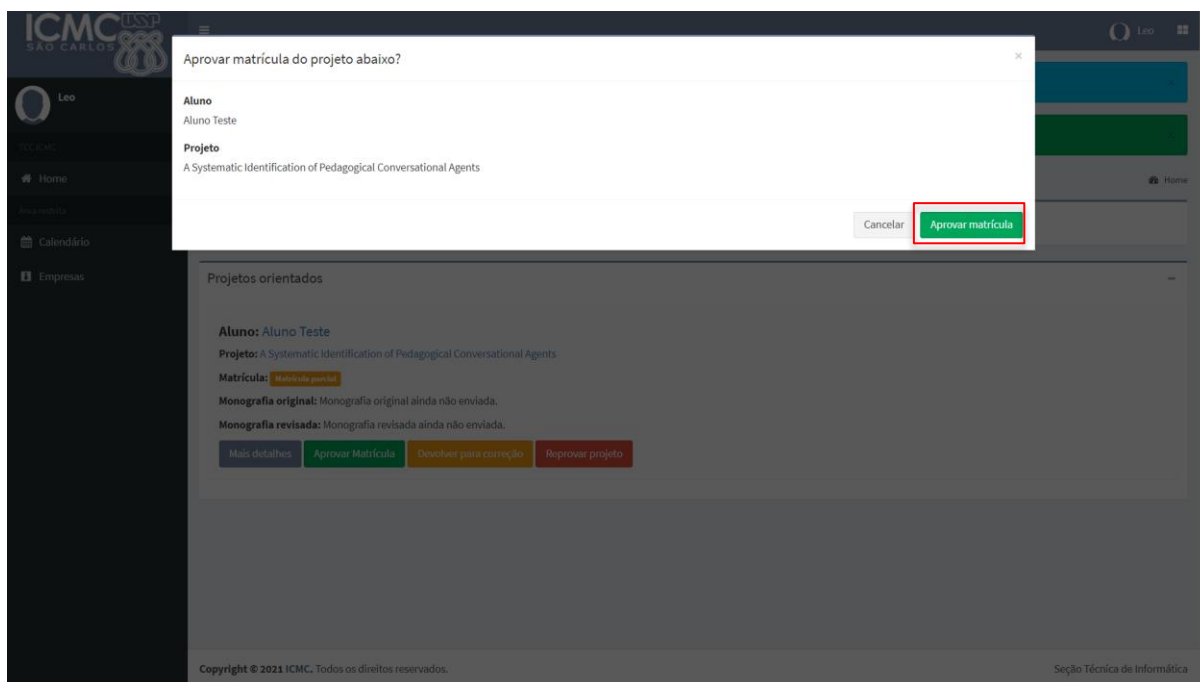 ICMC USP
SÃO CARLOS
Leo
Leo
TCC ICMC
Home
Área restrita
Calendário
Empresas
Aprovar matrícula do projeto abaixo?
×
Aluno
Aluno Teste
Projeto
A Systematic Identification of Pedagogical Conversational Agents
Cancelar
Aprovar matrícula
Home
Projetos orientados
Aluno: Aluno Teste
Projeto: A Systematic Identification of Pedagogical Conversational Agents
Matrícula: Matrícula parcial
Monografia original: Monografia original ainda não enviada.
Monografia revisada: Monografia revisada ainda não enviada.
Mais detalhes Aprovar Matrícula Devolver para correção Reprovar projeto
Copyright © 2021 ICMC. Todos os direitos reservados.
Seção Técnica de Informática